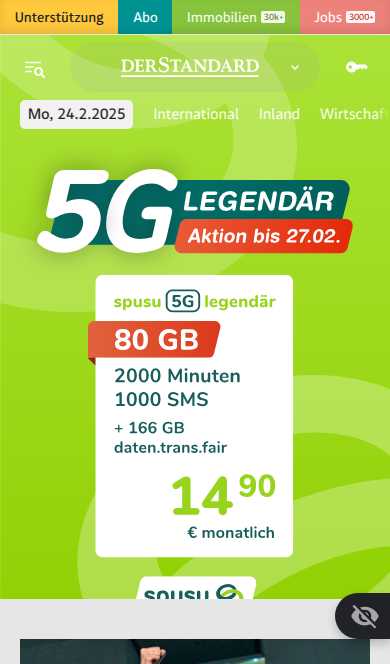 Unterstützung Abo Immobilien 30k+ Jobs 3000+
DERSTANDARD
Mo, 24.2.2025 International Inland Wirtschaf
5G LEGENDÄR
Aktion bis 27.02.
spusu 5G legendär
80 GB
2000 Minuten
1000 SMS
+ 166 GB
daten.trans.fair
14 90
€ monatlich
spusu